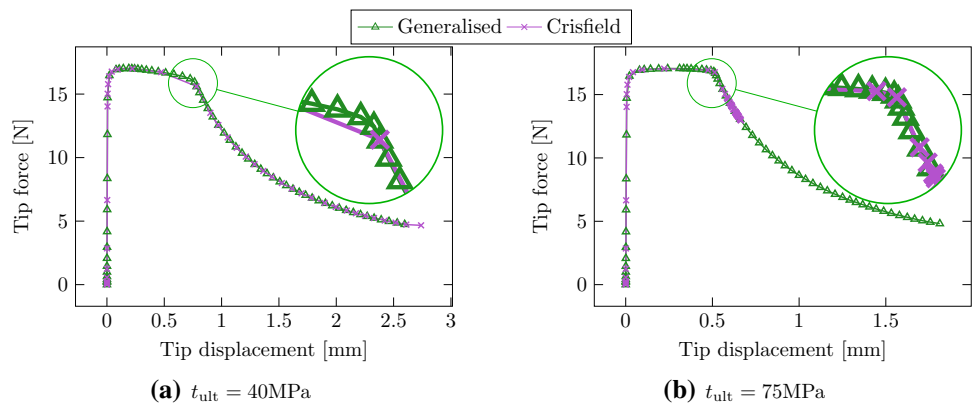 Generalised Crisfield
Tip force [N]
15
10
5
0
0 0.5 1 1.5 2 2.5 3
Tip displacement [mm]
(a) t_ult = 40MPa
Tip force [N]
15
10
5
0
0 0.5 1 1.5
Tip displacement [mm]
(b) t_ult = 75MPa